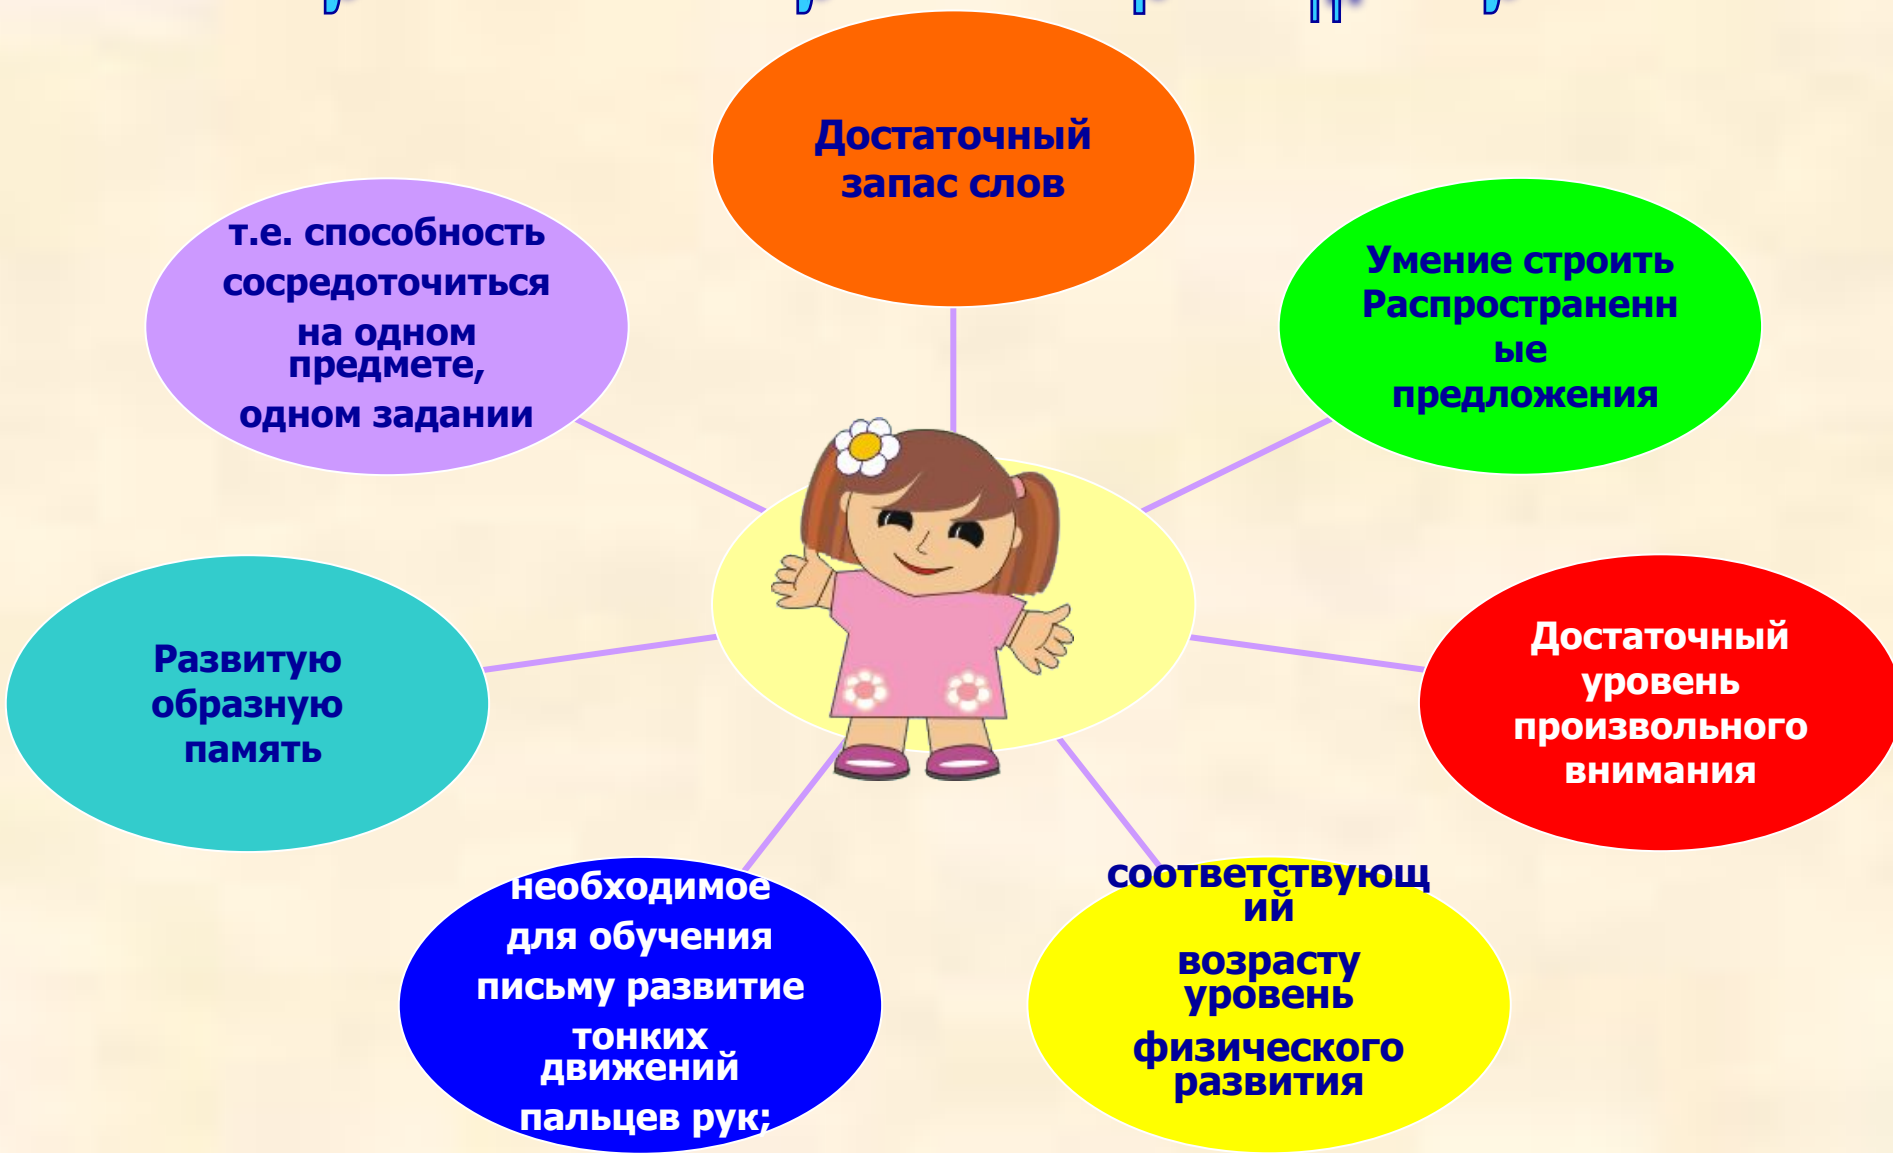 Достаточный
запас слов
Умение строить
Распространенн
ые
предложения
Достаточный
уровень
произвольного
внимания
соответствующ
ий
возрасту
уровень
физического
развития
необходимое
для обучения
письму развитие
тонких
движений
пальцев рук;
Развитую
образную
память
т.е. способность
сосредоточиться
на одном
предмете,
одном задании